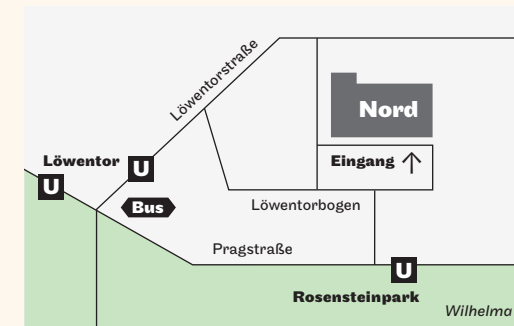 Löwentorstraße
Nord
Löwentor
U
Eingang
U
Bus
Löwentorbogen
Pragstraße
U
Rosensteinpark
Wilhelma